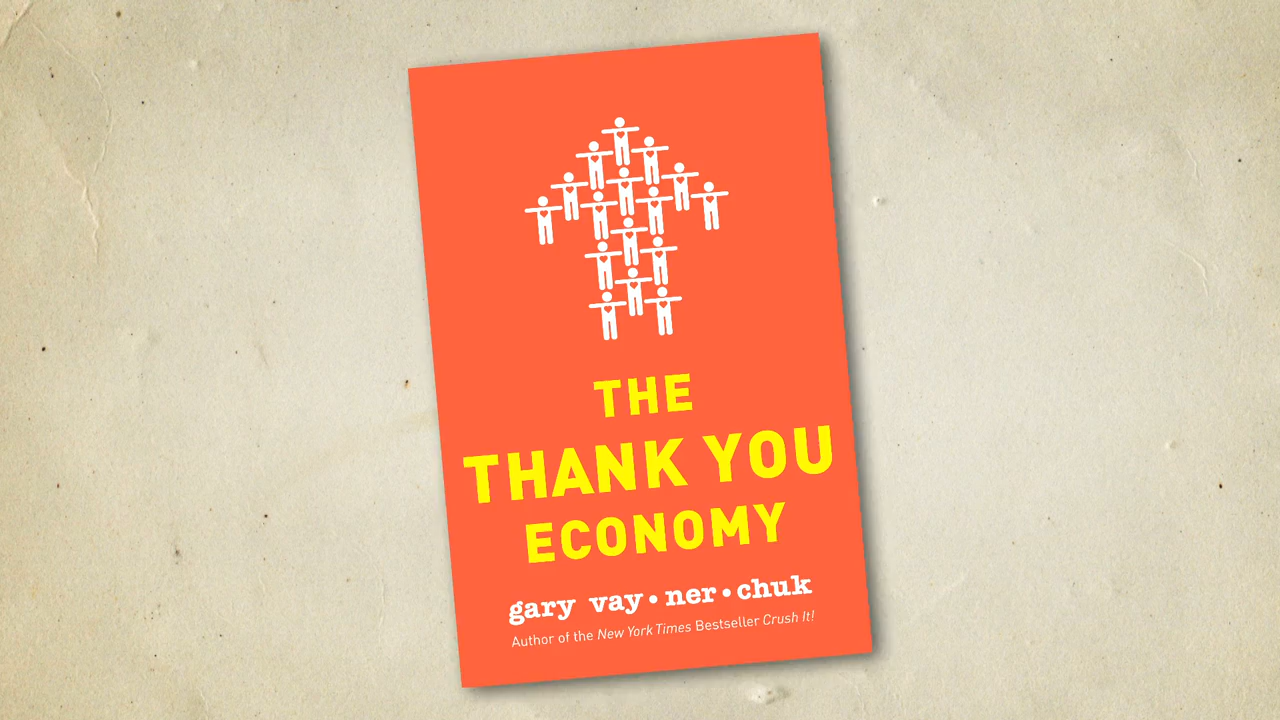 THE
THANK YOU
ECONOMY
gary vay • ner • chuk
Author of the New York Times Bestseller Crush It!